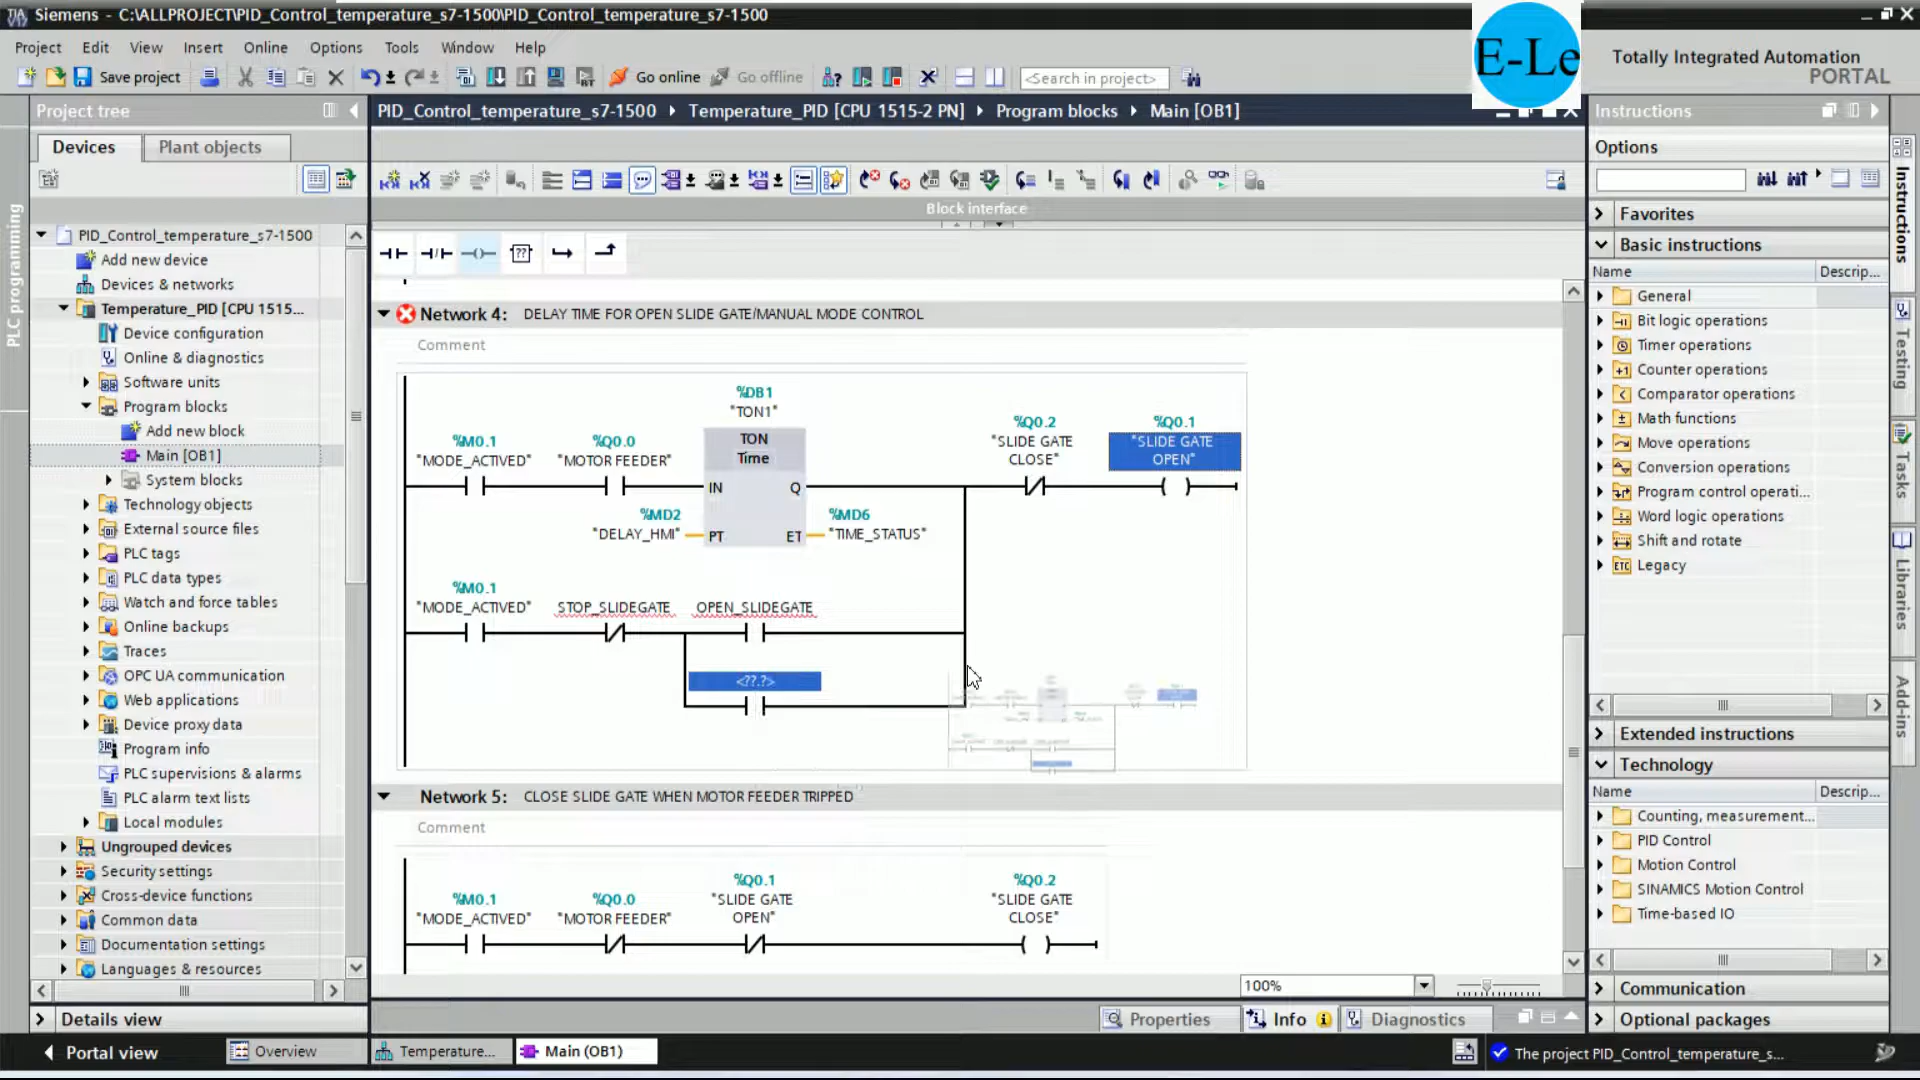 Siemens - C:\ALLPROJECT\PID_Control_temperature_s7-1500\PID_Control_temperature_s7-1500
Project Edit View Insert Online Options Tools Window Help
E-Le
Totally Integrated Automation
PORTAL
Save project
Go online
Go offline
<Search in project>
Project tree
PID_Control_temperature_s7-1500 Temperature_PID [CPU 1515-2 PN] Program blocks Main [OB1]
Instructions
Devices
Plant objects
Options
Block interface
PLC programming
PID_Control_temperature_s7-1500
Add new device
Devices & networks
Temperature_PID [CPU 1515...
Device configuration
Online & diagnostics
Software units
Program blocks
Add new block
Main [OB1]
System blocks
Technology objects
External source files
PLC tags
PLC data types
Watch and force tables
Online backups
Traces
OPC UA communication
Web applications
Device proxy data
Program info
PLC supervisions & alarms
PLC alarm text lists
Local modules
Ungrouped devices
Security settings
Cross-device functions
Common data
Documentation settings
Languages & resources
Details view
??
Network 4: DELAY TIME FOR OPEN SLIDE GATE/MANUAL MODE CONTROL
Comment
%DB1
"TON1"
TON
Time
%M0.1
"MODE_ACTIVED"
%Q0.0
"MOTOR FEEDER"
%Q0.2
"SLIDE GATE
CLOSE"
%Q0.1
"SLIDE GATE
OPEN"
IN Q
%MD2
"DELAY_HMI" PT
ET
%MD6
"TIME_STATUS"
%M0.1
"MODE_ACTIVED"
STOP_SLIDEGATE
OPEN_SLIDEGATE
<??.?>
Network 5: CLOSE SLIDE GATE WHEN MOTOR FEEDER TRIPPED
Comment
%M0.1
"MODE_ACTIVED"
%Q0.0
"MOTOR FEEDER"
%Q0.1
"SLIDE GATE
OPEN"
%Q0.2
"SLIDE GATE
CLOSE"
100%
Properties
Info
Diagnostics
Favorites
Basic instructions
Name Descrip...
General
Bit logic operations
Timer operations
Counter operations
Comparator operations
Math functions
Move operations
Conversion operations
Program control operati...
Word logic operations
Shift and rotate
Legacy
Extended instructions
Technology
Name Descrip...
Counting, measurement...
PID Control
Motion Control
SINAMICS Motion Control
Time-based IO
Communication
Optional packages
Instructions
Testing
Tasks
Libraries
Add-ins
Portal view
Overview
Temperature...
Main (OB1)
The project PID_Control_temperature_s...